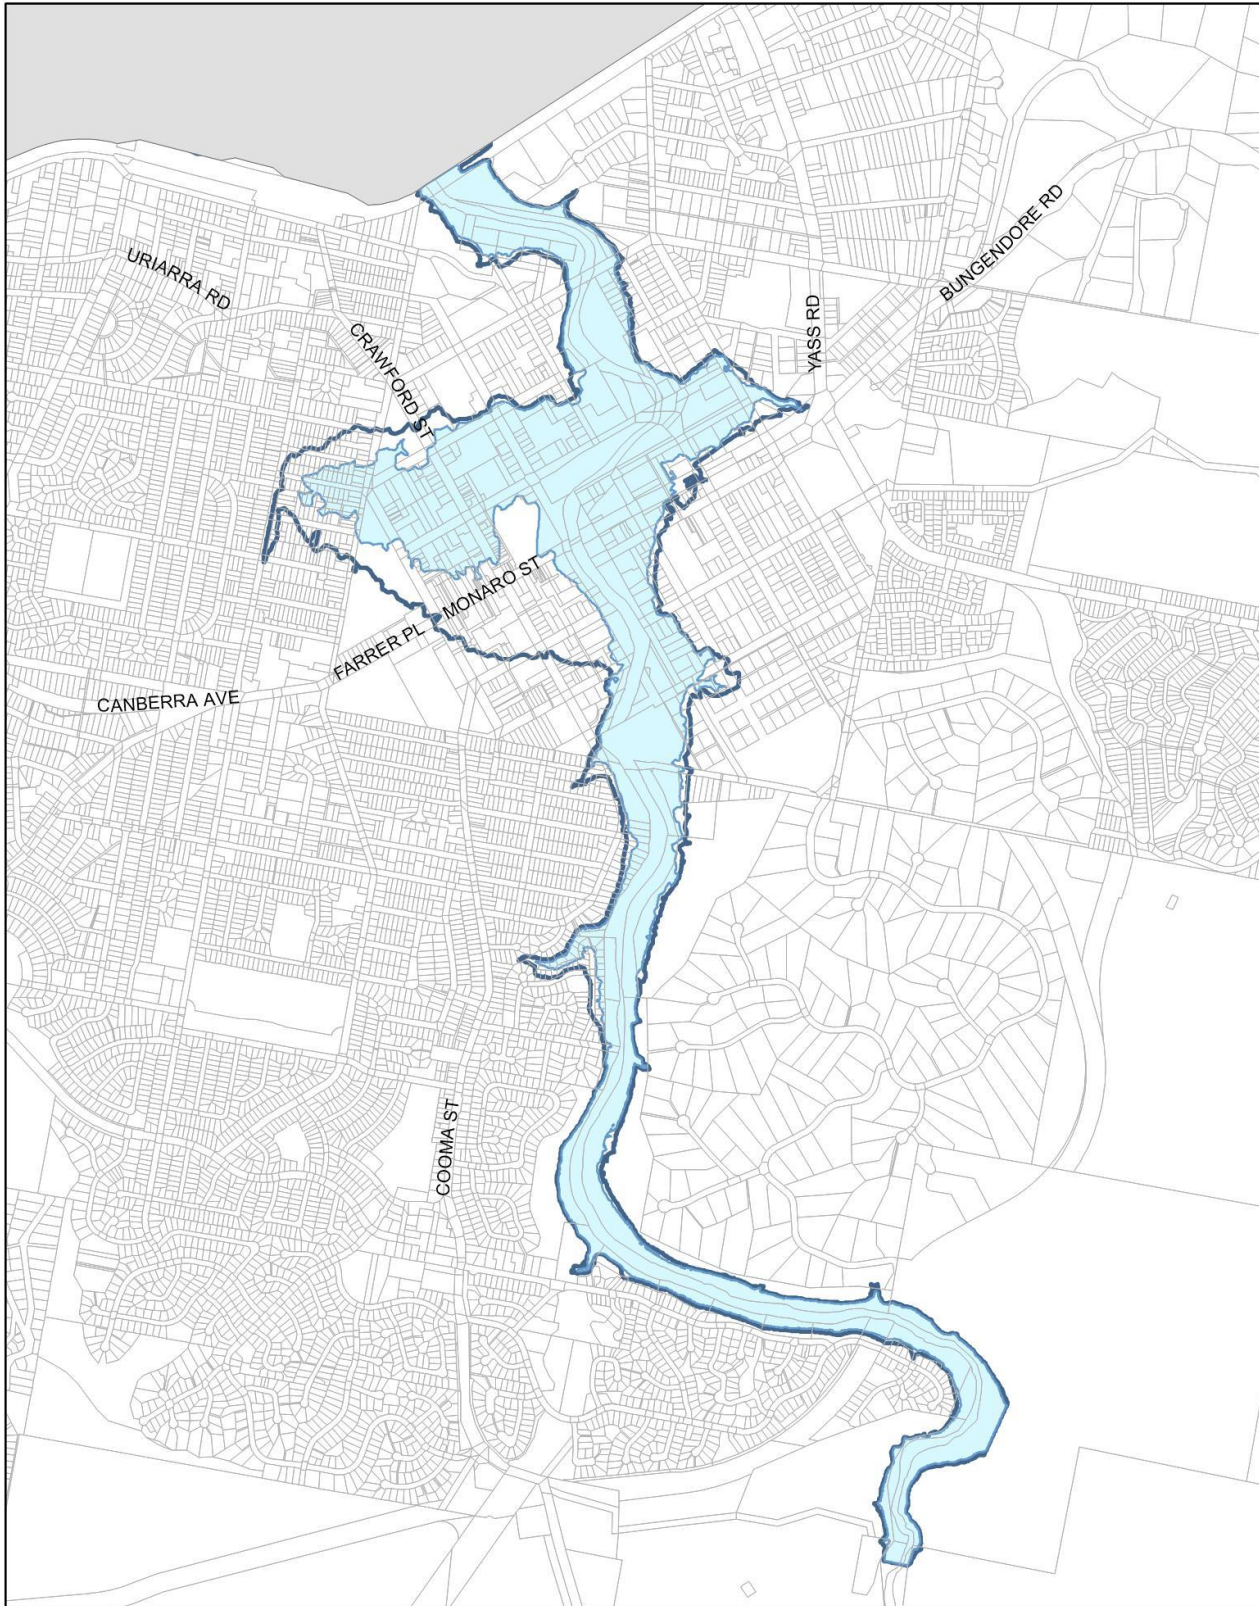 URIARRA RD
CRAWFORD ST
YASS RD
BUNGENDORE RD
MONARO ST
FARRER PL
CANBERRA AVE
COOMA ST